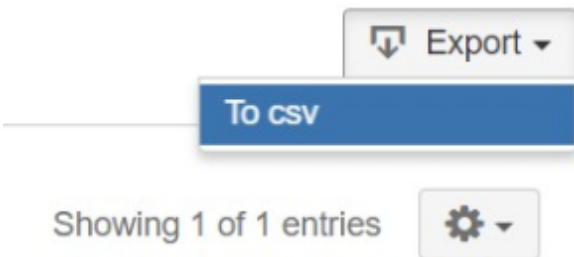 Export
To csv
Showing 1 of 1 entries